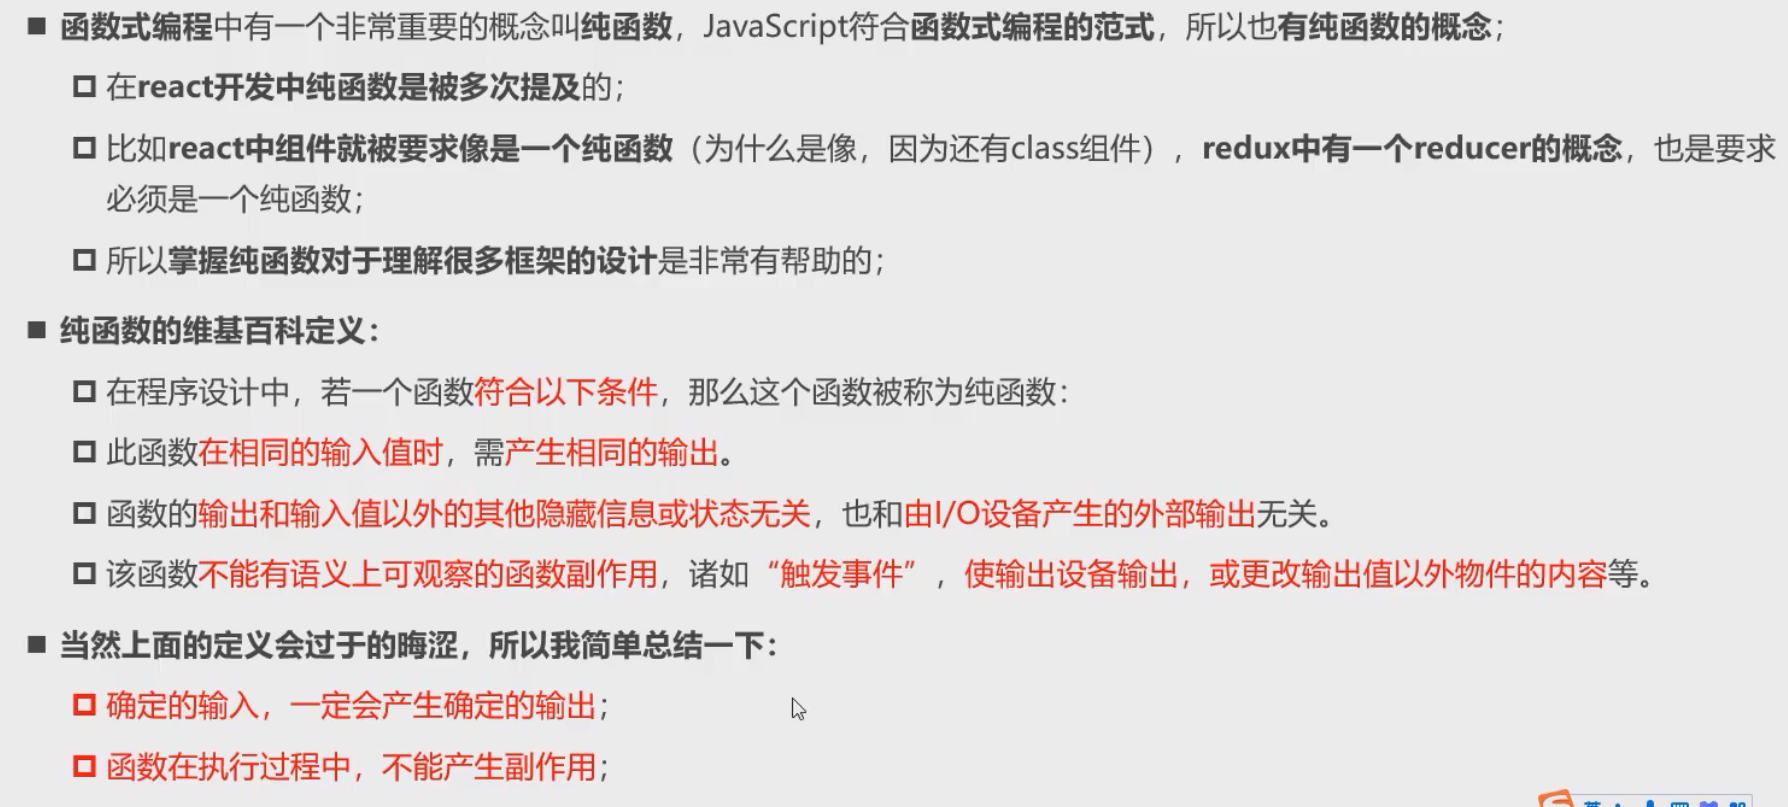 函数式编程中有一个非常重要的概念叫纯函数，JavaScript符合函数式编程的范式，所以也有纯函数的概念；
在react开发中纯函数是被多次提及的；
比如react中组件就被要求像是一个纯函数（为什么是像，因为还有class组件），redux中有一个reducer的概念，也是要求
必须是一个纯函数；
所以掌握纯函数对于理解很多框架的设计是非常有帮助的；
纯函数的维基百科定义：
在程序设计中，若一个函数符合以下条件，那么这个函数被称为纯函数：
此函数在相同的输入值时，需产生相同的输出。
函数的输出和输入值以外的其他隐藏信息或状态无关，也和由I/O设备产生的外部输出无关。
该函数不能有语义上可观察的函数副作用，诸如“触发事件”，使输出设备输出，或更改输出值以外物件的内容等。
当然上面的定义会过于的晦涩，所以我简单总结一下：
确定的输入，一定会产生确定的输出；
函数在执行过程中，不能产生副作用；